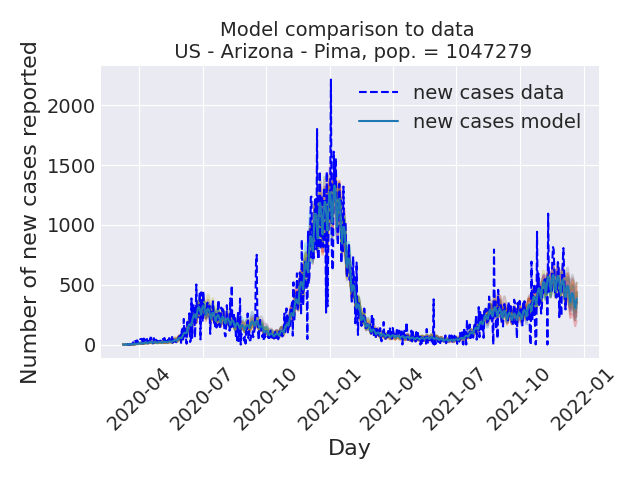 Model comparison to data
US - Arizona - Pima, pop. = 1047279
Number of new cases reported
2000
1500
1000
500
0
new cases data
new cases model
2020-04
2020-07
2020-10
2021-01
2021-04
2021-07
2021-10
2022-01
Day